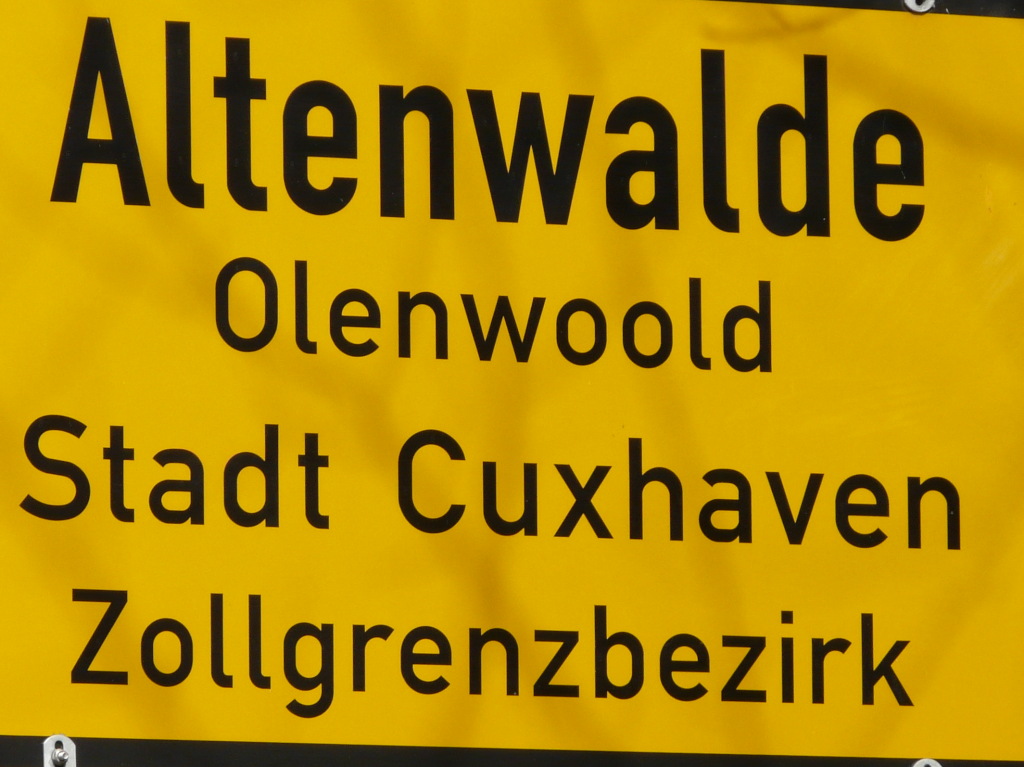 Altenwalde
Olenwoold
Stadt Cuxhaven
Zollgrenzbezirk